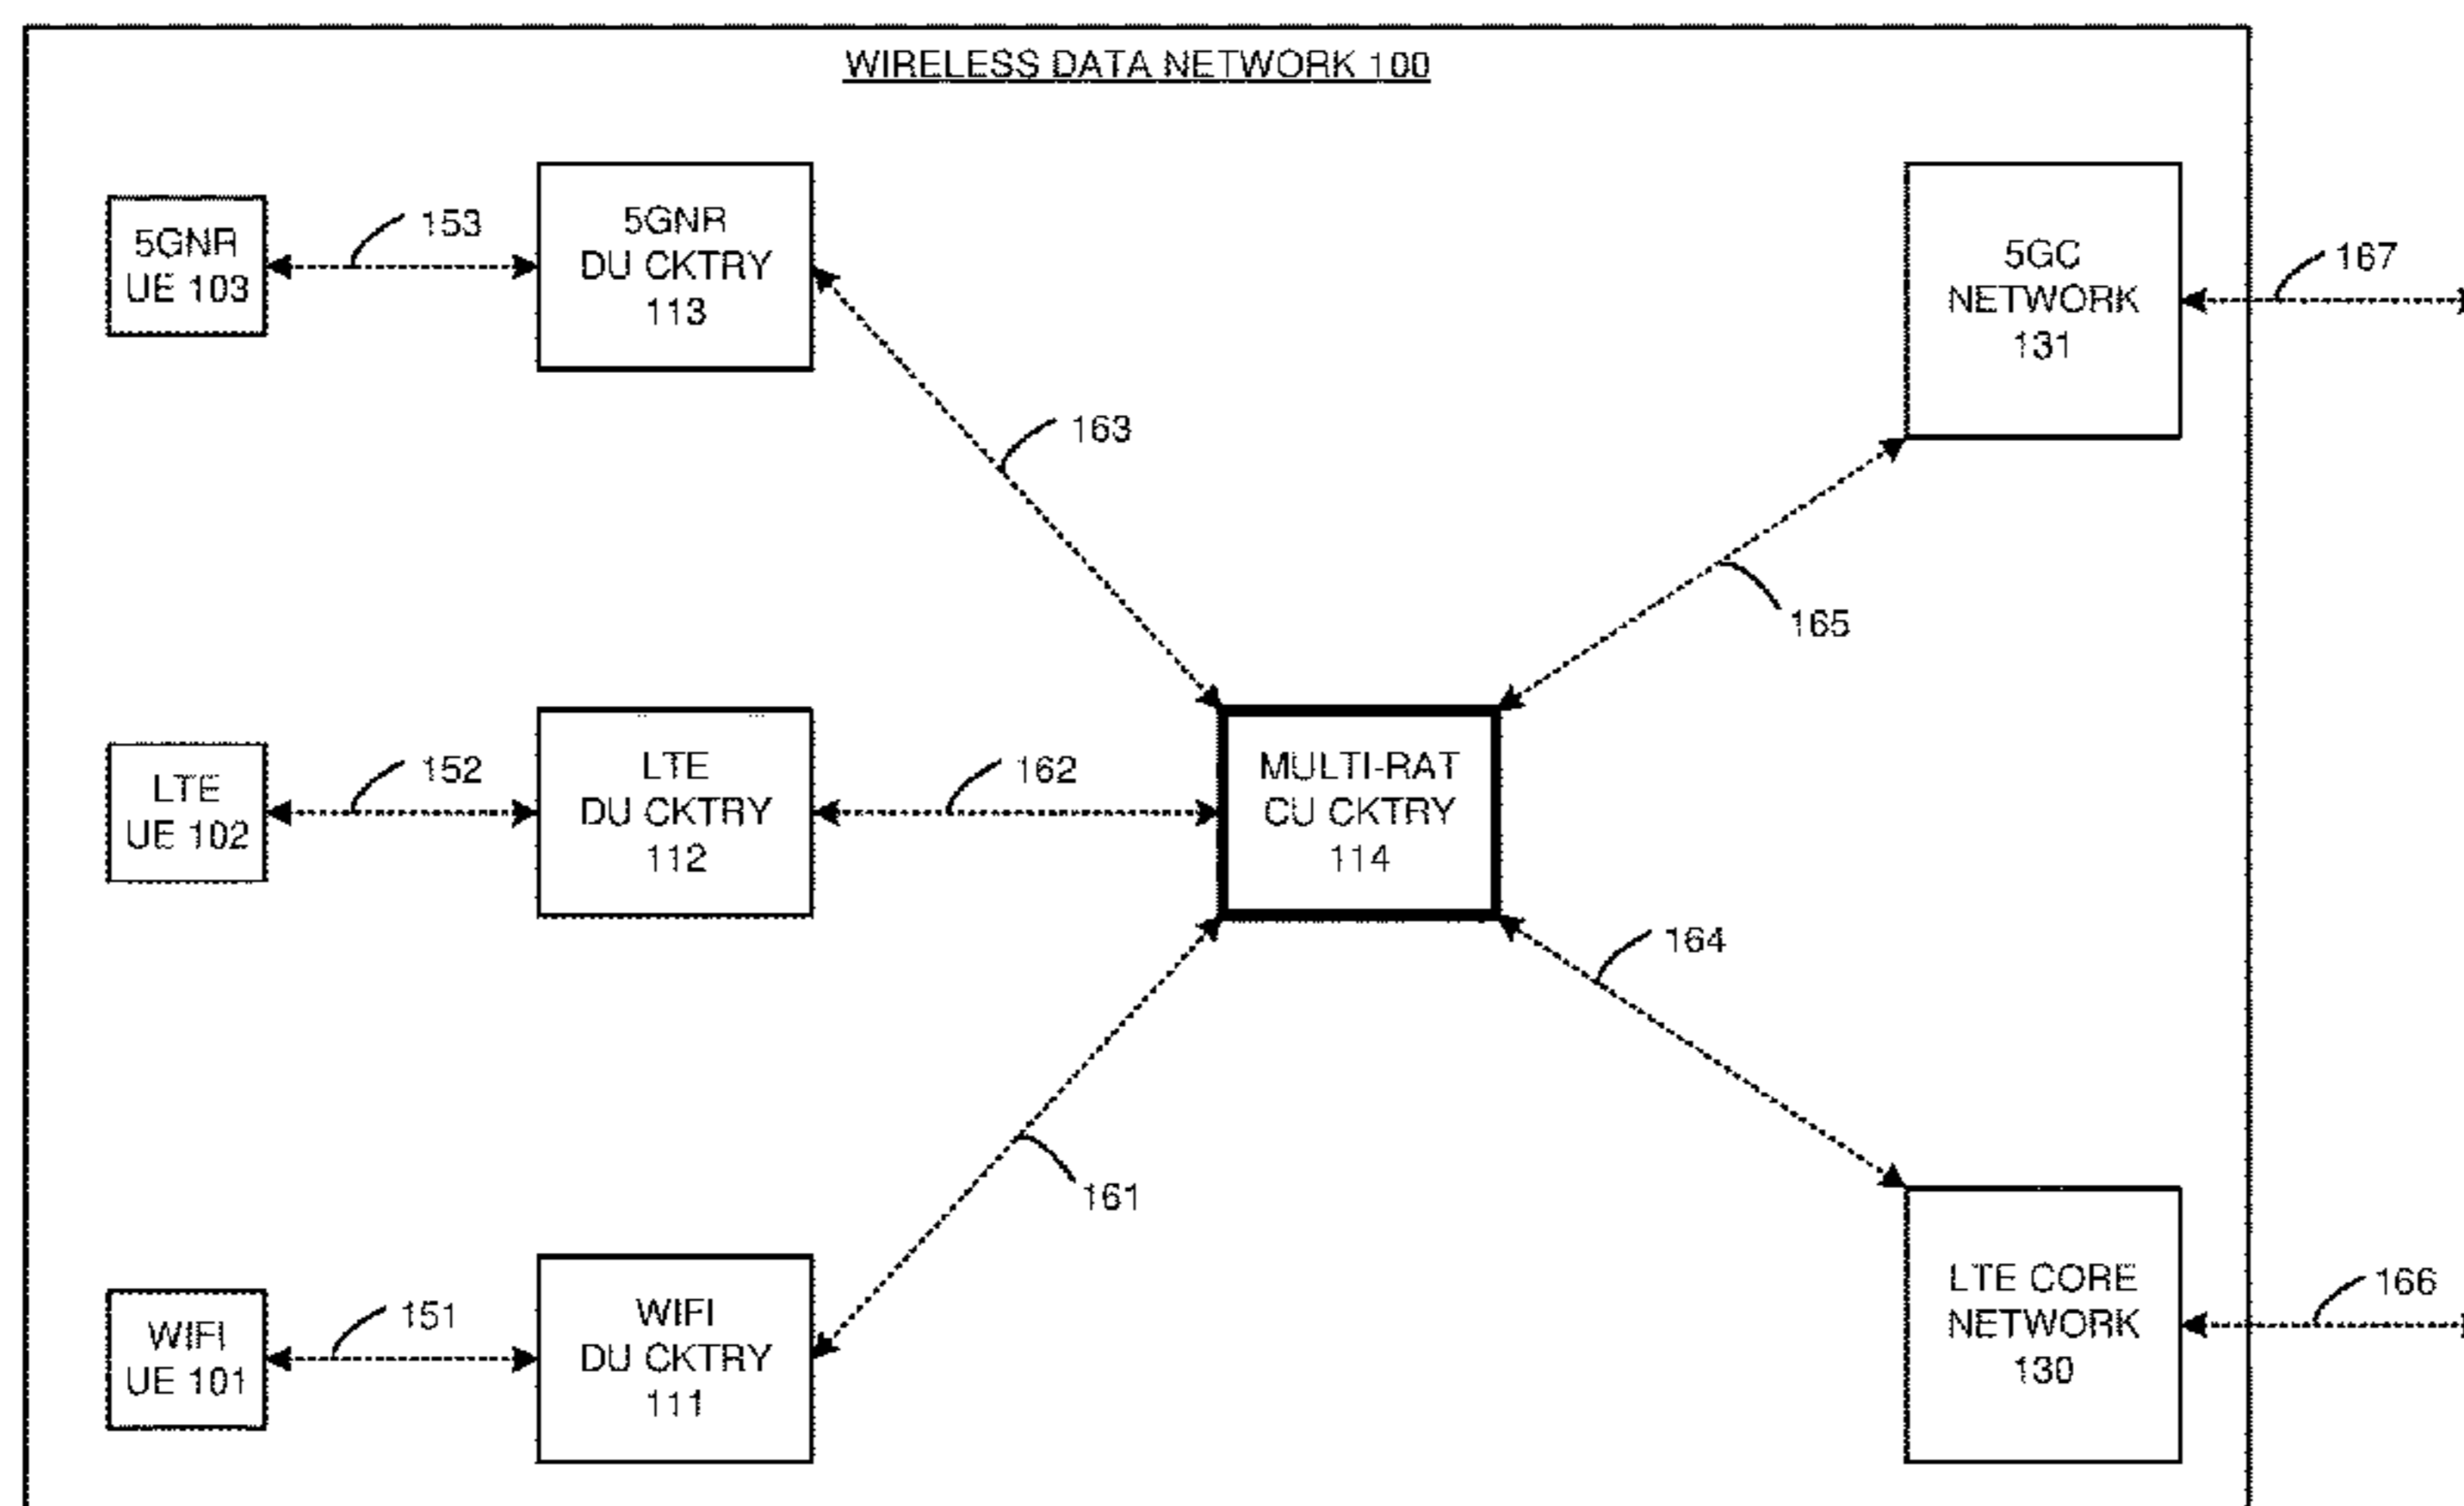 WIRELESS DATA NETWORK 100
5GNR
UE 103
153
5GNR
DU CKTRY
113
163
5GC
NETWORK
131
167
165
LTE
UE 102
152
LTE
DU CKTRY
112
162
MULTI-RAT
CU CKTRY
114
164
161
WIFI
UE 101
151
WIFI
DU CKTRY
111
LTE CORE
NETWORK
130
166